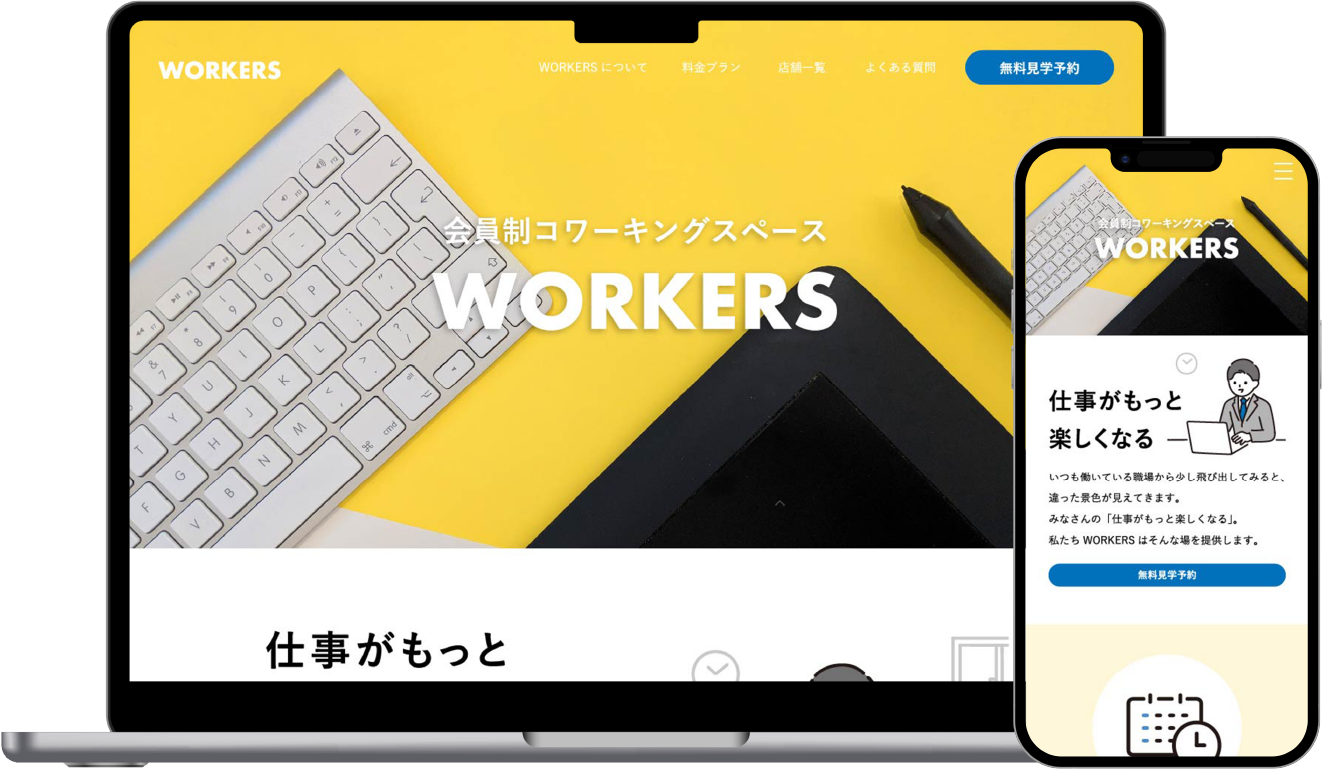 WORKERS
WORKERS について 料金プラン 店舗一覧 よくある質問 無料見学予約
会員制コワーキングスペース
WORKERS
仕事がもっと
会員制コワーキングスペース
WORKERS
仕事がもっと
楽しくなる
いつも働いている職場から少し飛び出してみると、
違った景色が見えてきます。
みなさんの「仕事がもっと楽しくなる」。
私たち WORKERS はそんな場を提供します。
無料見学予約